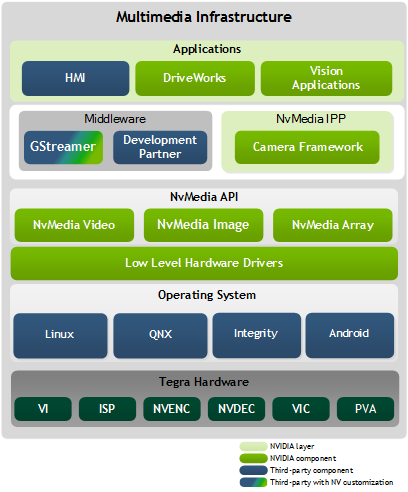 Multimedia Infrastructure
Applications
HMI
DriveWorks
Vision
Applications
Middleware
GStreamer
Development
Partner
NvMedia IPP
Camera Framework
NvMedia API
NvMedia Video
NvMedia Image
NvMedia Array
Low Level Hardware Drivers
Operating System
Linux
QNX
Integrity
Android
Tegra Hardware
VI
ISP
NVENC
NVDEC
VIC
PVA
NVIDIA layer
NVIDIA component
Third-party component
Third-party with NV customization